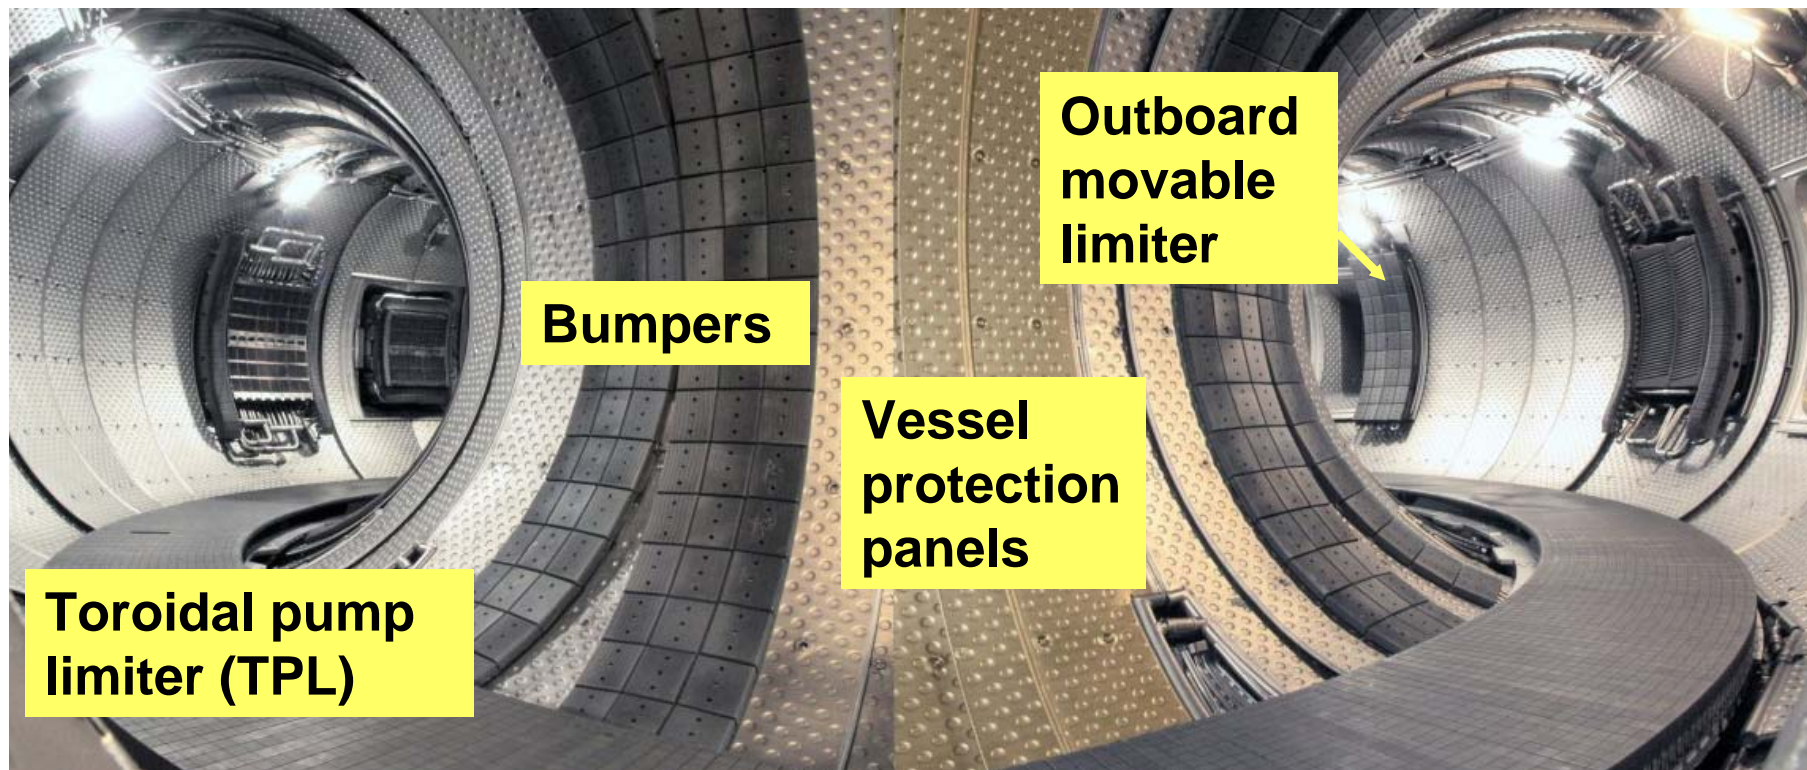 Outboard
movable
limiter
Bumpers
Vessel
protection
panels
Toroidal pump
limiter (TPL)